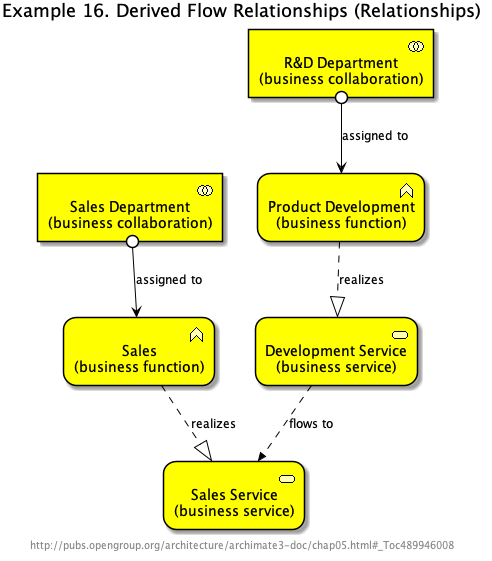 Example 16. Derived Flow Relationships (Relationships)
R&D Department
(business collaboration)
assigned to
Sales Department
(business collaboration)
Product Development
(business function)
assigned to
realizes
Sales
(business function)
Development Service
(business service)
realizes
flows to
Sales Service
(business service)
http://pubs.opengroup.org/architecture/archimate3-doc/chap05.html#_Toc489946008